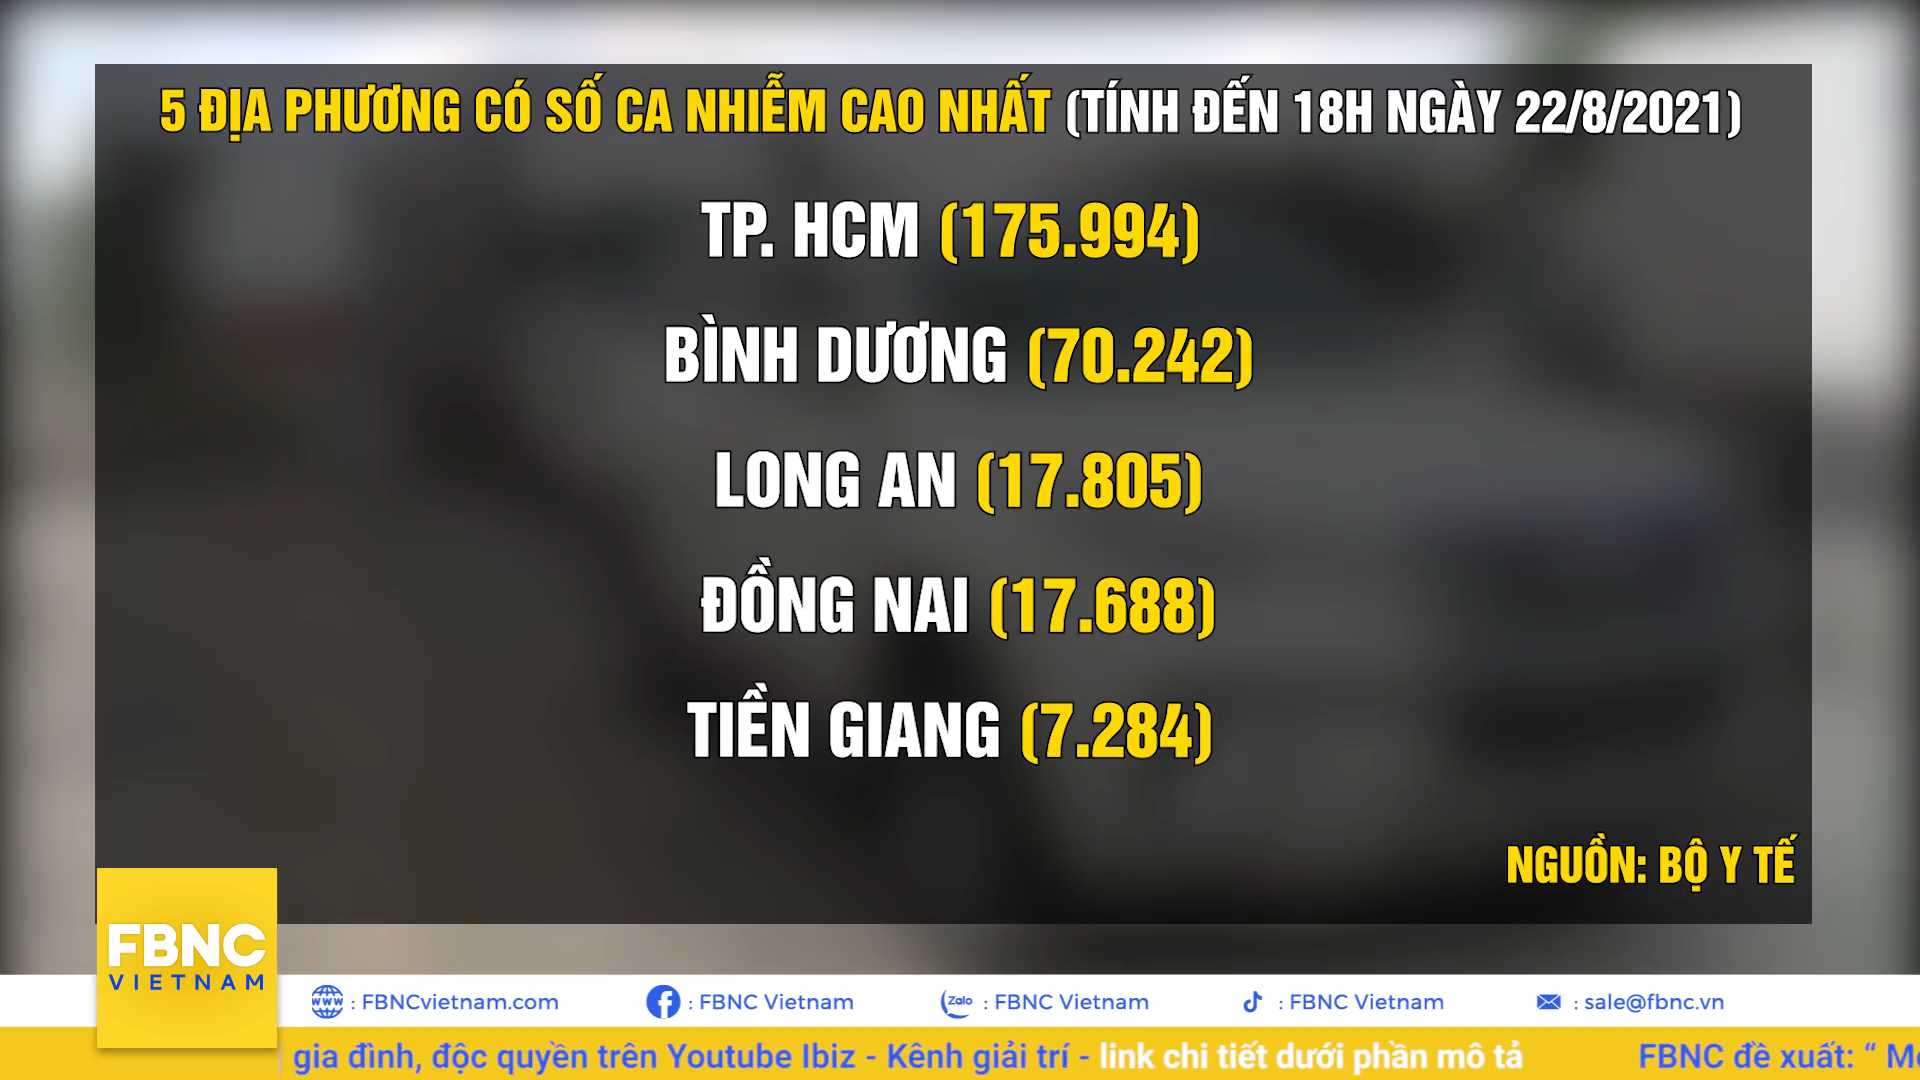 5 ĐỊA PHƯƠNG CÓ SỐ CA NHIỄM CAO NHẤT (TÍNH ĐẾN 18H NGÀY 22/8/2021)
TP. HCM (175.994)
BÌNH DƯƠNG (70.242)
LONG AN (17.805)
ĐỒNG NAI (17.688)
TIỀN GIANG (7.284)
NGUỒN: BỘ Y TẾ
FBNC
VIETNAM
www : FBNCvietnam.com : FBNC Vietnam Zalo : FBNC Vietnam : FBNC Vietnam : sale@fbnc.vn
gia đình, độc quyền trên Youtube Ibiz - Kênh giải trí - link chi tiết dưới phần mô tả FBNC đề xuất: “